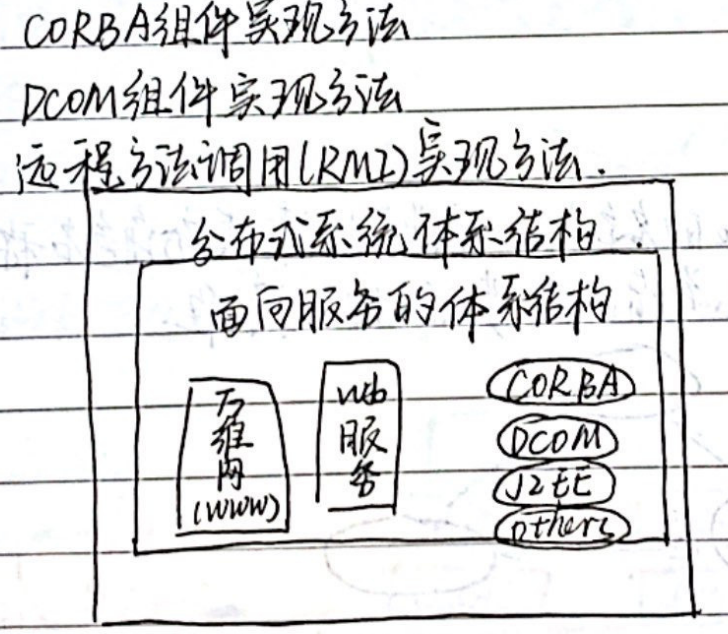 CORBA组件实现方法
DCOM组件实现方法
远程方法调用(RMI)实现方法.
分布式系统体系结构
面向服务的体系结构
万维网(WWW)
web服务
CORBA
DCOM
J2EE
others